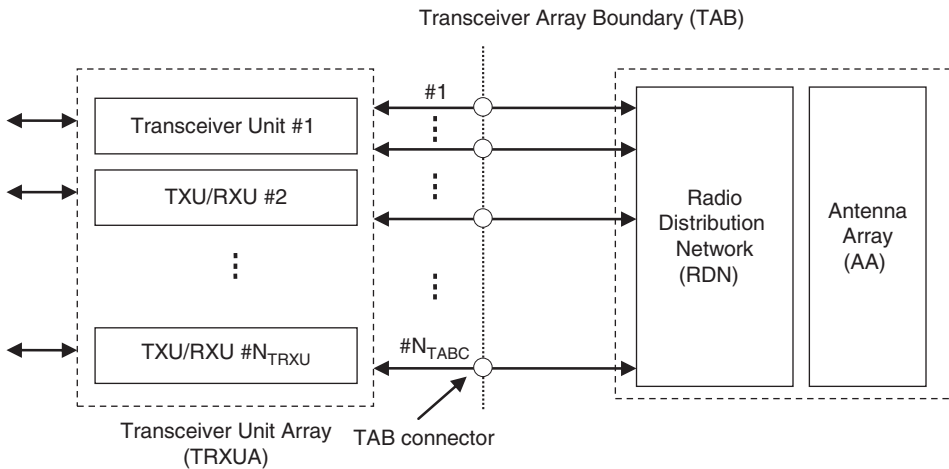 Transceiver Array Boundary (TAB)
#1
Transceiver Unit #1
TXU/RXU #2
TXU/RXU #N_TRXU
#N_TABC
Radio
Distribution
Network
(RDN)
Antenna
Array
(AA)
Transceiver Unit Array
(TRXUA)
TAB connector